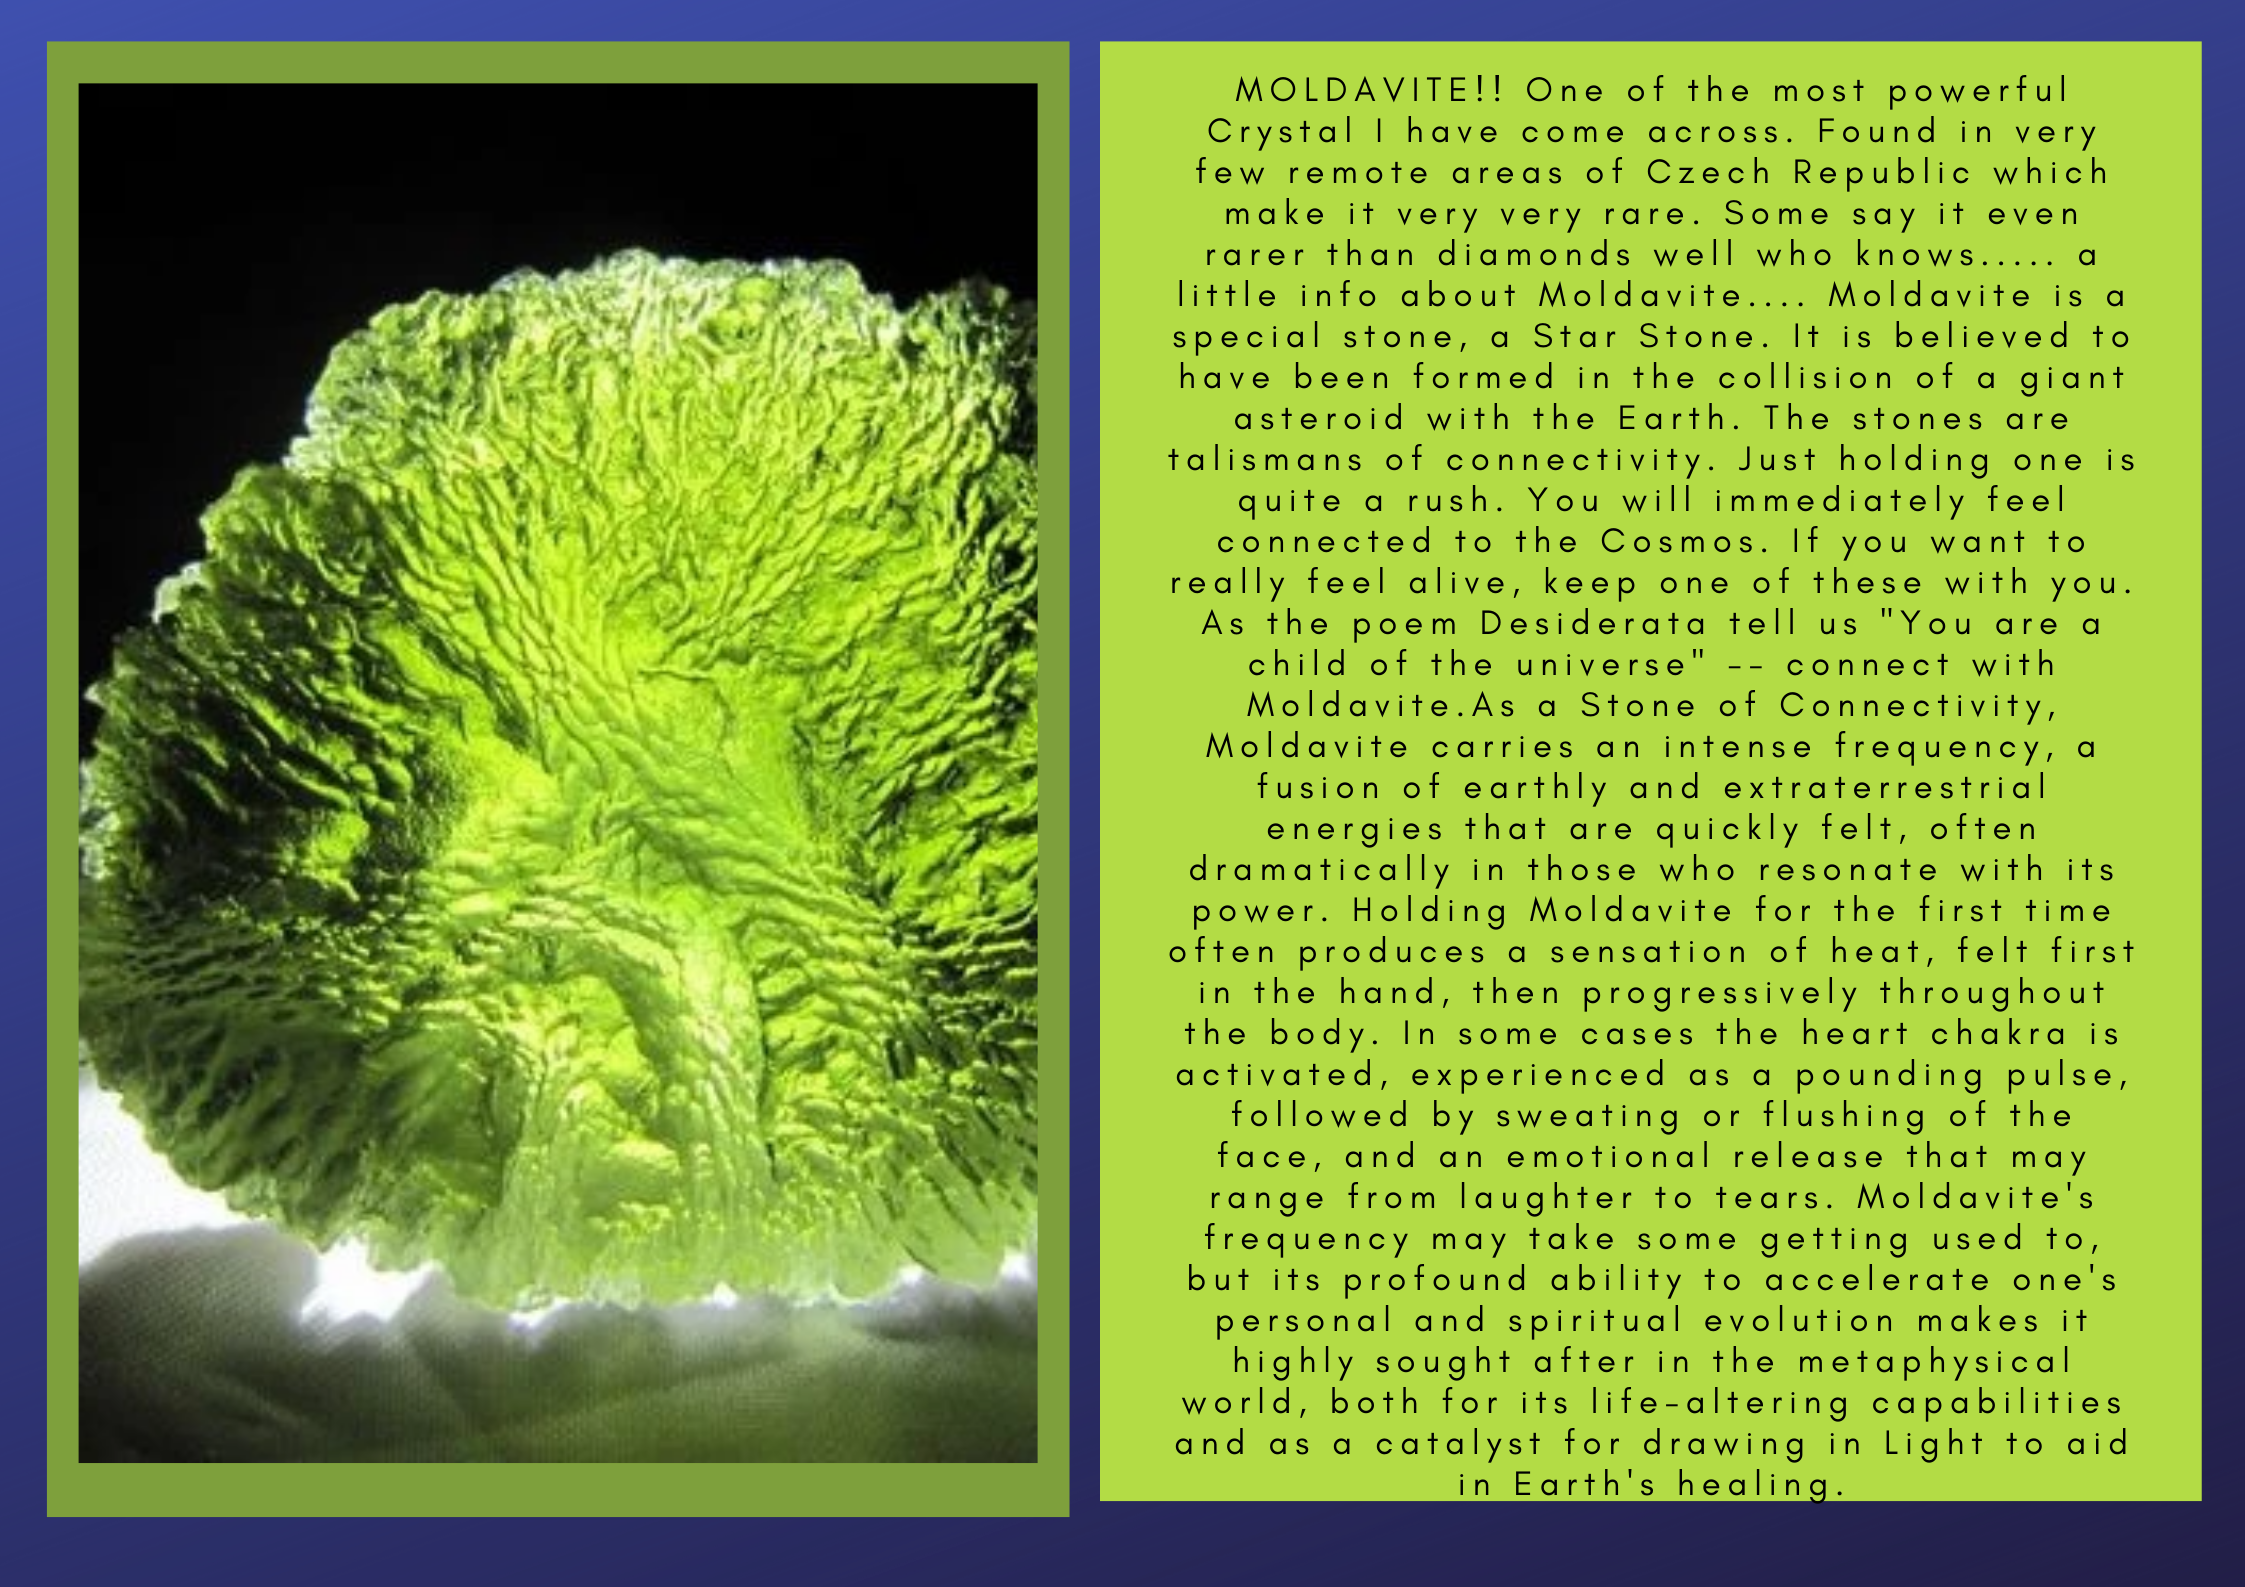 MOLDAVITE!! One of the most powerful
Crystal I have come across. Found in very
few remote areas of Czech Republic which
make it very very rare. Some say it even
rarer than diamonds well who knows..... a
little info about Moldavite.... Moldavite is a
special stone, a Star Stone. It is believed to
have been formed in the collision of a giant
asteroid with the Earth. The stones are
talismans of connectivity. Just holding one is
quite a rush. You will immediately feel
connected to the Cosmos. If you want to
really feel alive, keep one of these with you.
As the poem Desiderata tell us "You are a
child of the universe" -- connect with
Moldavite.As a Stone of Connectivity,
Moldavite carries an intense frequency, a
fusion of earthly and extraterrestrial
energies that are quickly felt, often
dramatically in those who resonate with its
power. Holding Moldavite for the first time
often produces a sensation of heat, felt first
in the hand, then progressively throughout
the body. In some cases the heart chakra is
activated, experienced as a pounding pulse,
followed by sweating or flushing of the
face, and an emotional release that may
range from laughter to tears. Moldavite's
frequency may take some getting used to,
but its profound ability to accelerate one's
personal and spiritual evolution makes it
highly sought after in the metaphysical
world, both for its life-altering capabilities
and as a catalyst for drawing in Light to aid
in Earth's healing.